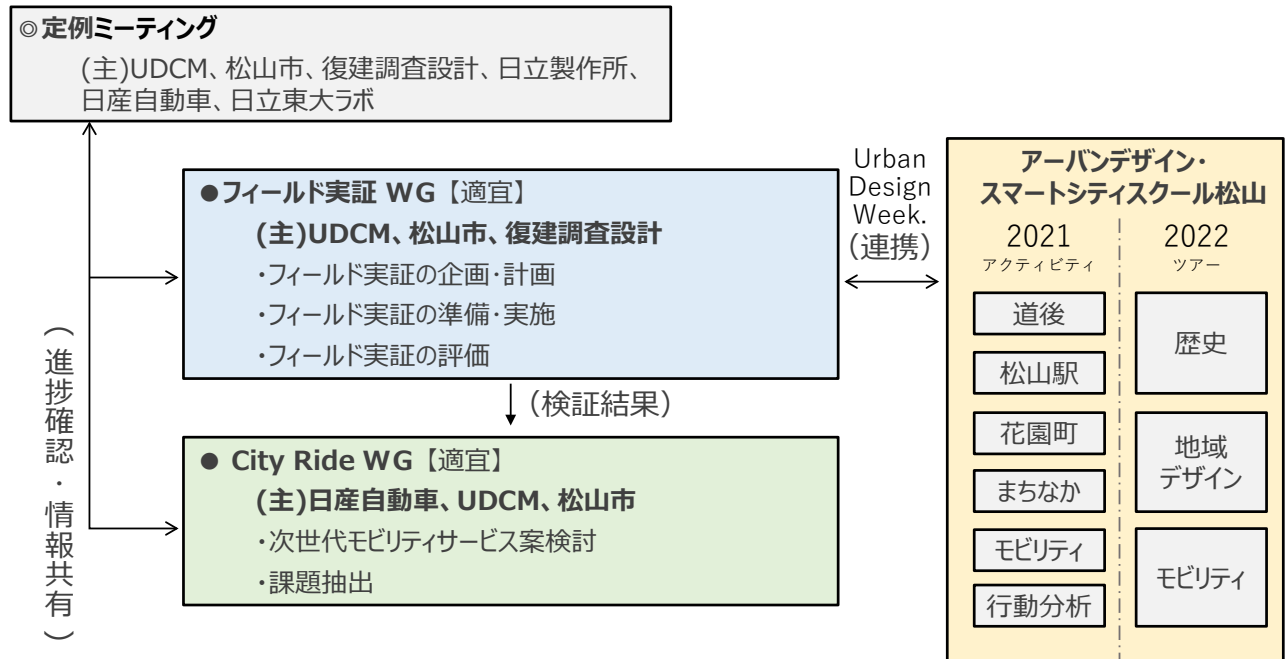 ◎定例ミーティング
(主)UDCM、松山市、復建調査設計、日立製作所、
日産自動車、日立東大ラボ
●フィールド実証 WG【適宜】
(主)UDCM、松山市、復建調査設計
・フィールド実証の企画・計画
・フィールド実証の準備・実施
・フィールド実証の評価
(検証結果)
● City Ride WG【適宜】
(主)日産自動車、UDCM、松山市
・次世代モビリティサービス案検討
・課題抽出
(進捗確認・情報共有)
Urban
Design
Week.
(連携)
アーバンデザイン・
スマートシティスクール松山
2021
アクティビティ
道後
松山駅
花園町
まちなか
モビリティ
行動分析
2022
ツアー
歴史
地域
デザイン
モビリティ